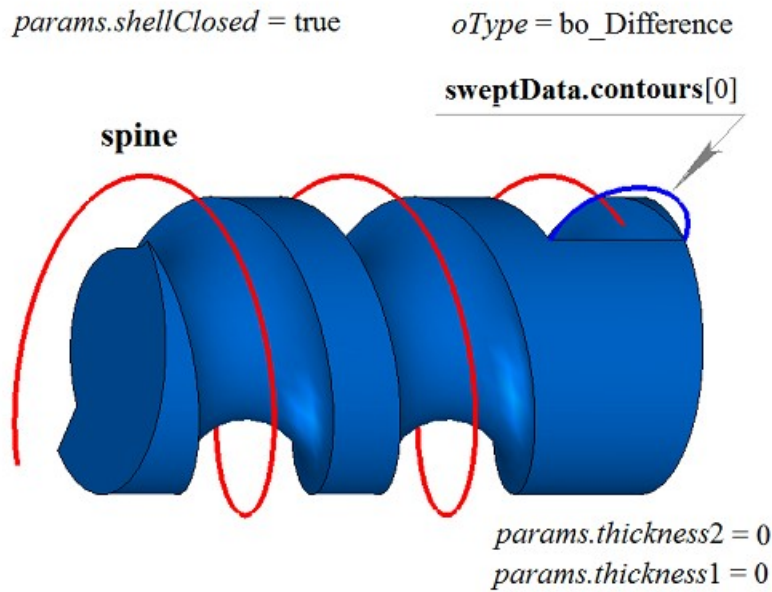 params.shellClosed = true
oType = bo_Difference
sweptData.contours[0]
spine
params.thickness2 = 0
params.thickness1 = 0